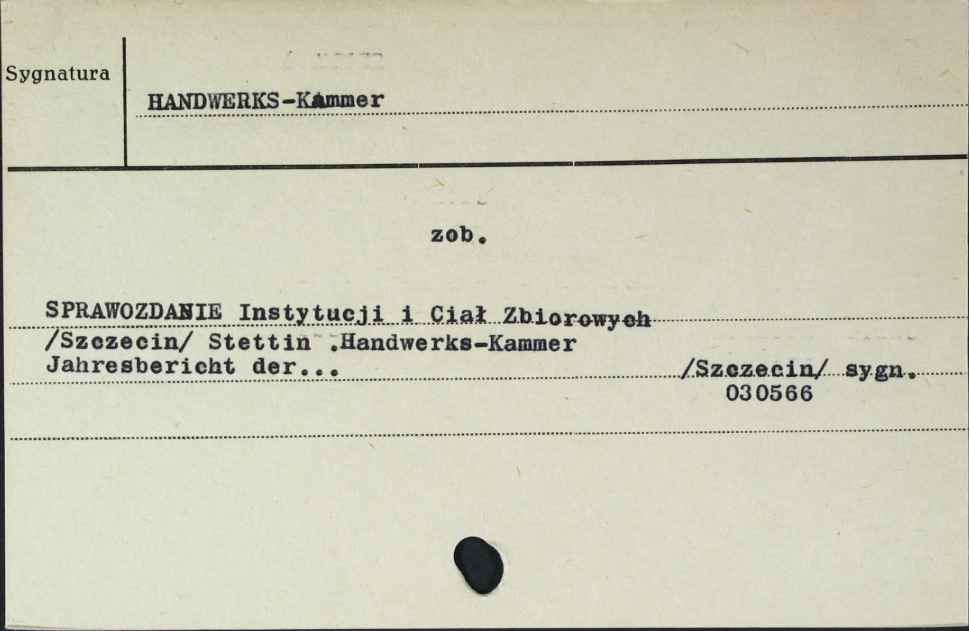 Sygnatura
HANDWERKS-Kammer
zob.
SPRAWOZDANIE Instytucji i Ciał Zbiorowych
/Szczecin/ Stettin .Handwerks-Kammer
Jahresbericht der... /Szczecin/ sygn.
030566